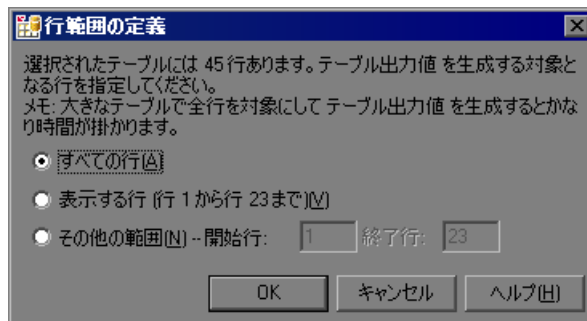 行範囲の定義
選択されたテーブルには 45 行あります。テーブル出力値 を生成する対象と
なる行を指定してください。
メモ: 大きなテーブルで全行を対象にして テーブル出力値 を生成するとかな
り時間が掛かります。
すべての行(A)
表示する行 (行 1 から行 23 まで)(V)
その他の範囲(N) -- 開始行: 1 終了行: 23
OK キャンセル ヘルプ(H)